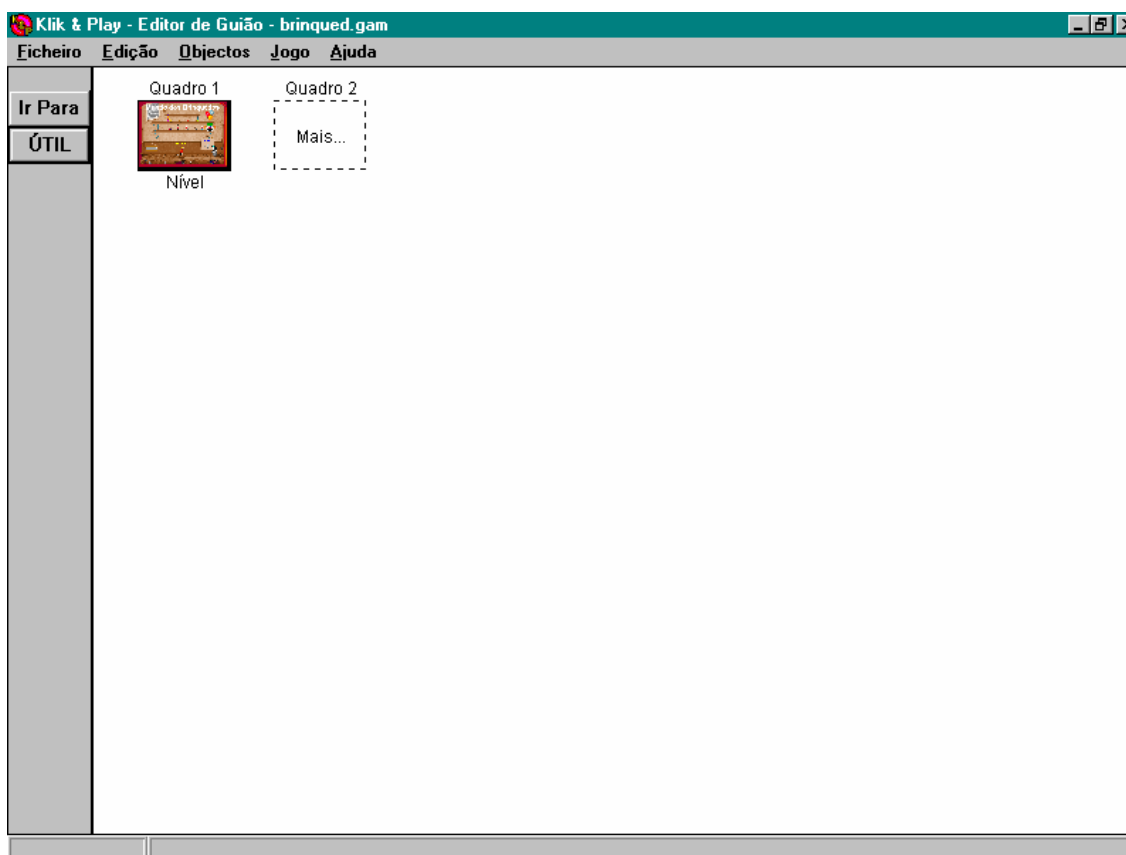 Klik & Play - Editor de Guião - brinqued.gam
Ficheiro Edição Objectos Jogo Ajuda
Ir Para
ÚTIL
Quadro 1 Quadro 2
Mais...
Nível